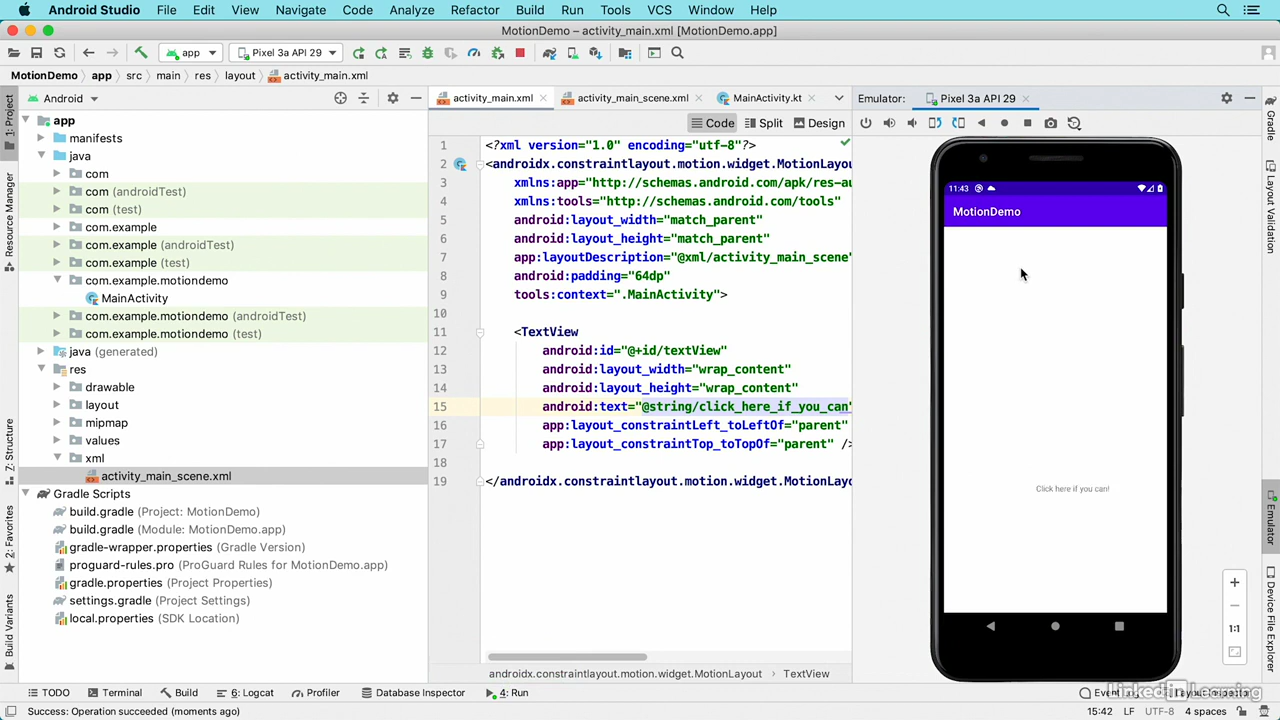 Android Studio File Edit View Navigate Code Analyze Refactor Build Run Tools VCS Window Help
MotionDemo – activity_main.xml [MotionDemo.app]
app Pixel 3a API 29
MotionDemo app src main res layout activity_main.xml
Android
activity_main.xml activity_main_scene.xml MainActivity.kt
Emulator: Pixel 3a API 29
Code Split Design
1: Project
Resource Manager
Z: Structure
2: Favorites
Build Variants
app
manifests
java
com
com (androidTest)
com (test)
com.example
com.example (androidTest)
com.example (test)
com.example.motiondemo
MainActivity
com.example.motiondemo (androidTest)
com.example.motiondemo (test)
java (generated)
res
drawable
layout
mipmap
values
xml
activity_main_scene.xml
Gradle Scripts
build.gradle (Project: MotionDemo)
build.gradle (Module: MotionDemo.app)
gradle-wrapper.properties (Gradle Version)
proguard-rules.pro (ProGuard Rules for MotionDemo.app)
gradle.properties (Project Settings)
settings.gradle (Project Settings)
local.properties (SDK Location)
1 <?xml version="1.0" encoding="utf-8"?>
2 <androidx.constraintlayout.motion.widget.MotionLayou
3 xmlns:app="http://schemas.android.com/apk/res-au
4 xmlns:tools="http://schemas.android.com/tools"
5 android:layout_width="match_parent"
6 android:layout_height="match_parent"
7 app:layoutDescription="@xml/activity_main_scene"
8 android:padding="64dp"
9 tools:context=".MainActivity">
10
11 <TextView
12 android:id="@+id/textView"
13 android:layout_width="wrap_content"
14 android:layout_height="wrap_content"
15 android:text="@string/click_here_if_you_can"
16 app:layout_constraintLeft_toLeftOf="parent"
17 app:layout_constraintTop_toTopOf="parent" />
18
19 </androidx.constraintlayout.motion.widget.MotionLayo
androidx.constraintlayout.motion.widget.MotionLayout TextView
11:43
MotionDemo
Click here if you can!
1:1
Gradle
Layout Validation
Emulator
Device File Explorer
TODO Terminal Build 6: Logcat Profiler Database Inspector 4: Run
Layout Inspector
LinkedIn Learning
Success: Operation succeeded (moments ago)
15:42 LF UTF-8 4 spaces